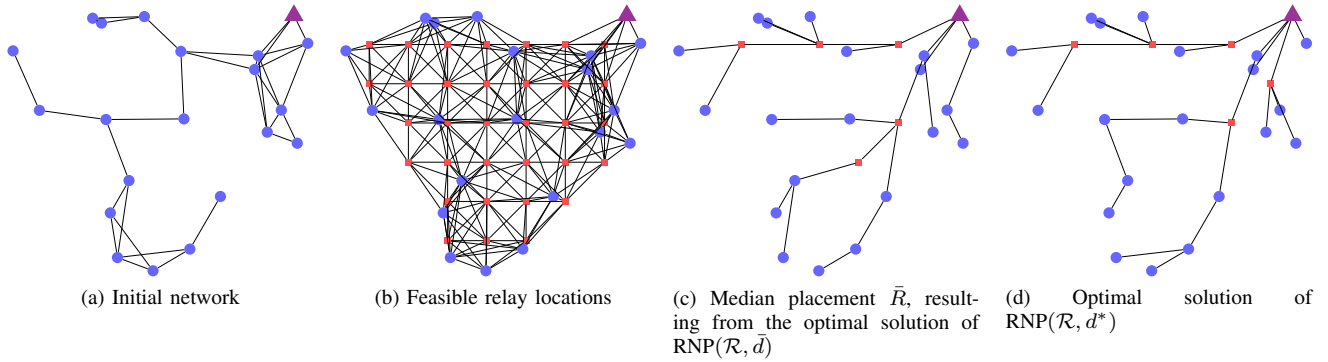 (a) Initial network
(b) Feasible relay locations
(c) Median placement R̄, result-
ing from the optimal solution of
RNP(ℛ, d̄)
(d) Optimal solution of
RNP(ℛ, d*)